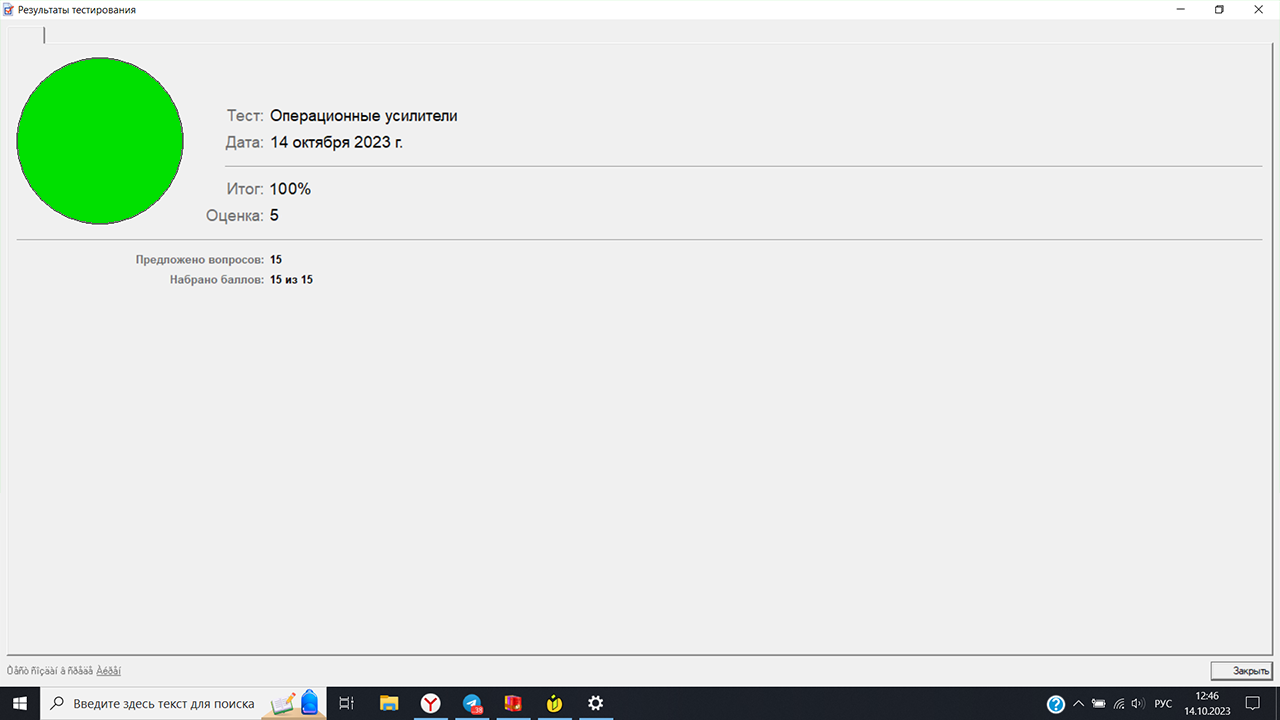 Результаты тестирования
Тест: Операционные усилители
Дата: 14 октября 2023 г.
Итог: 100%
Оценка: 5
Предложено вопросов: 15
Набрано баллов: 15 из 15
Òåñò ñîçäàí â ñðåäå Àéðåí
Закрыть
Введите здесь текст для поиска
38
РУС
12:46
14.10.2023